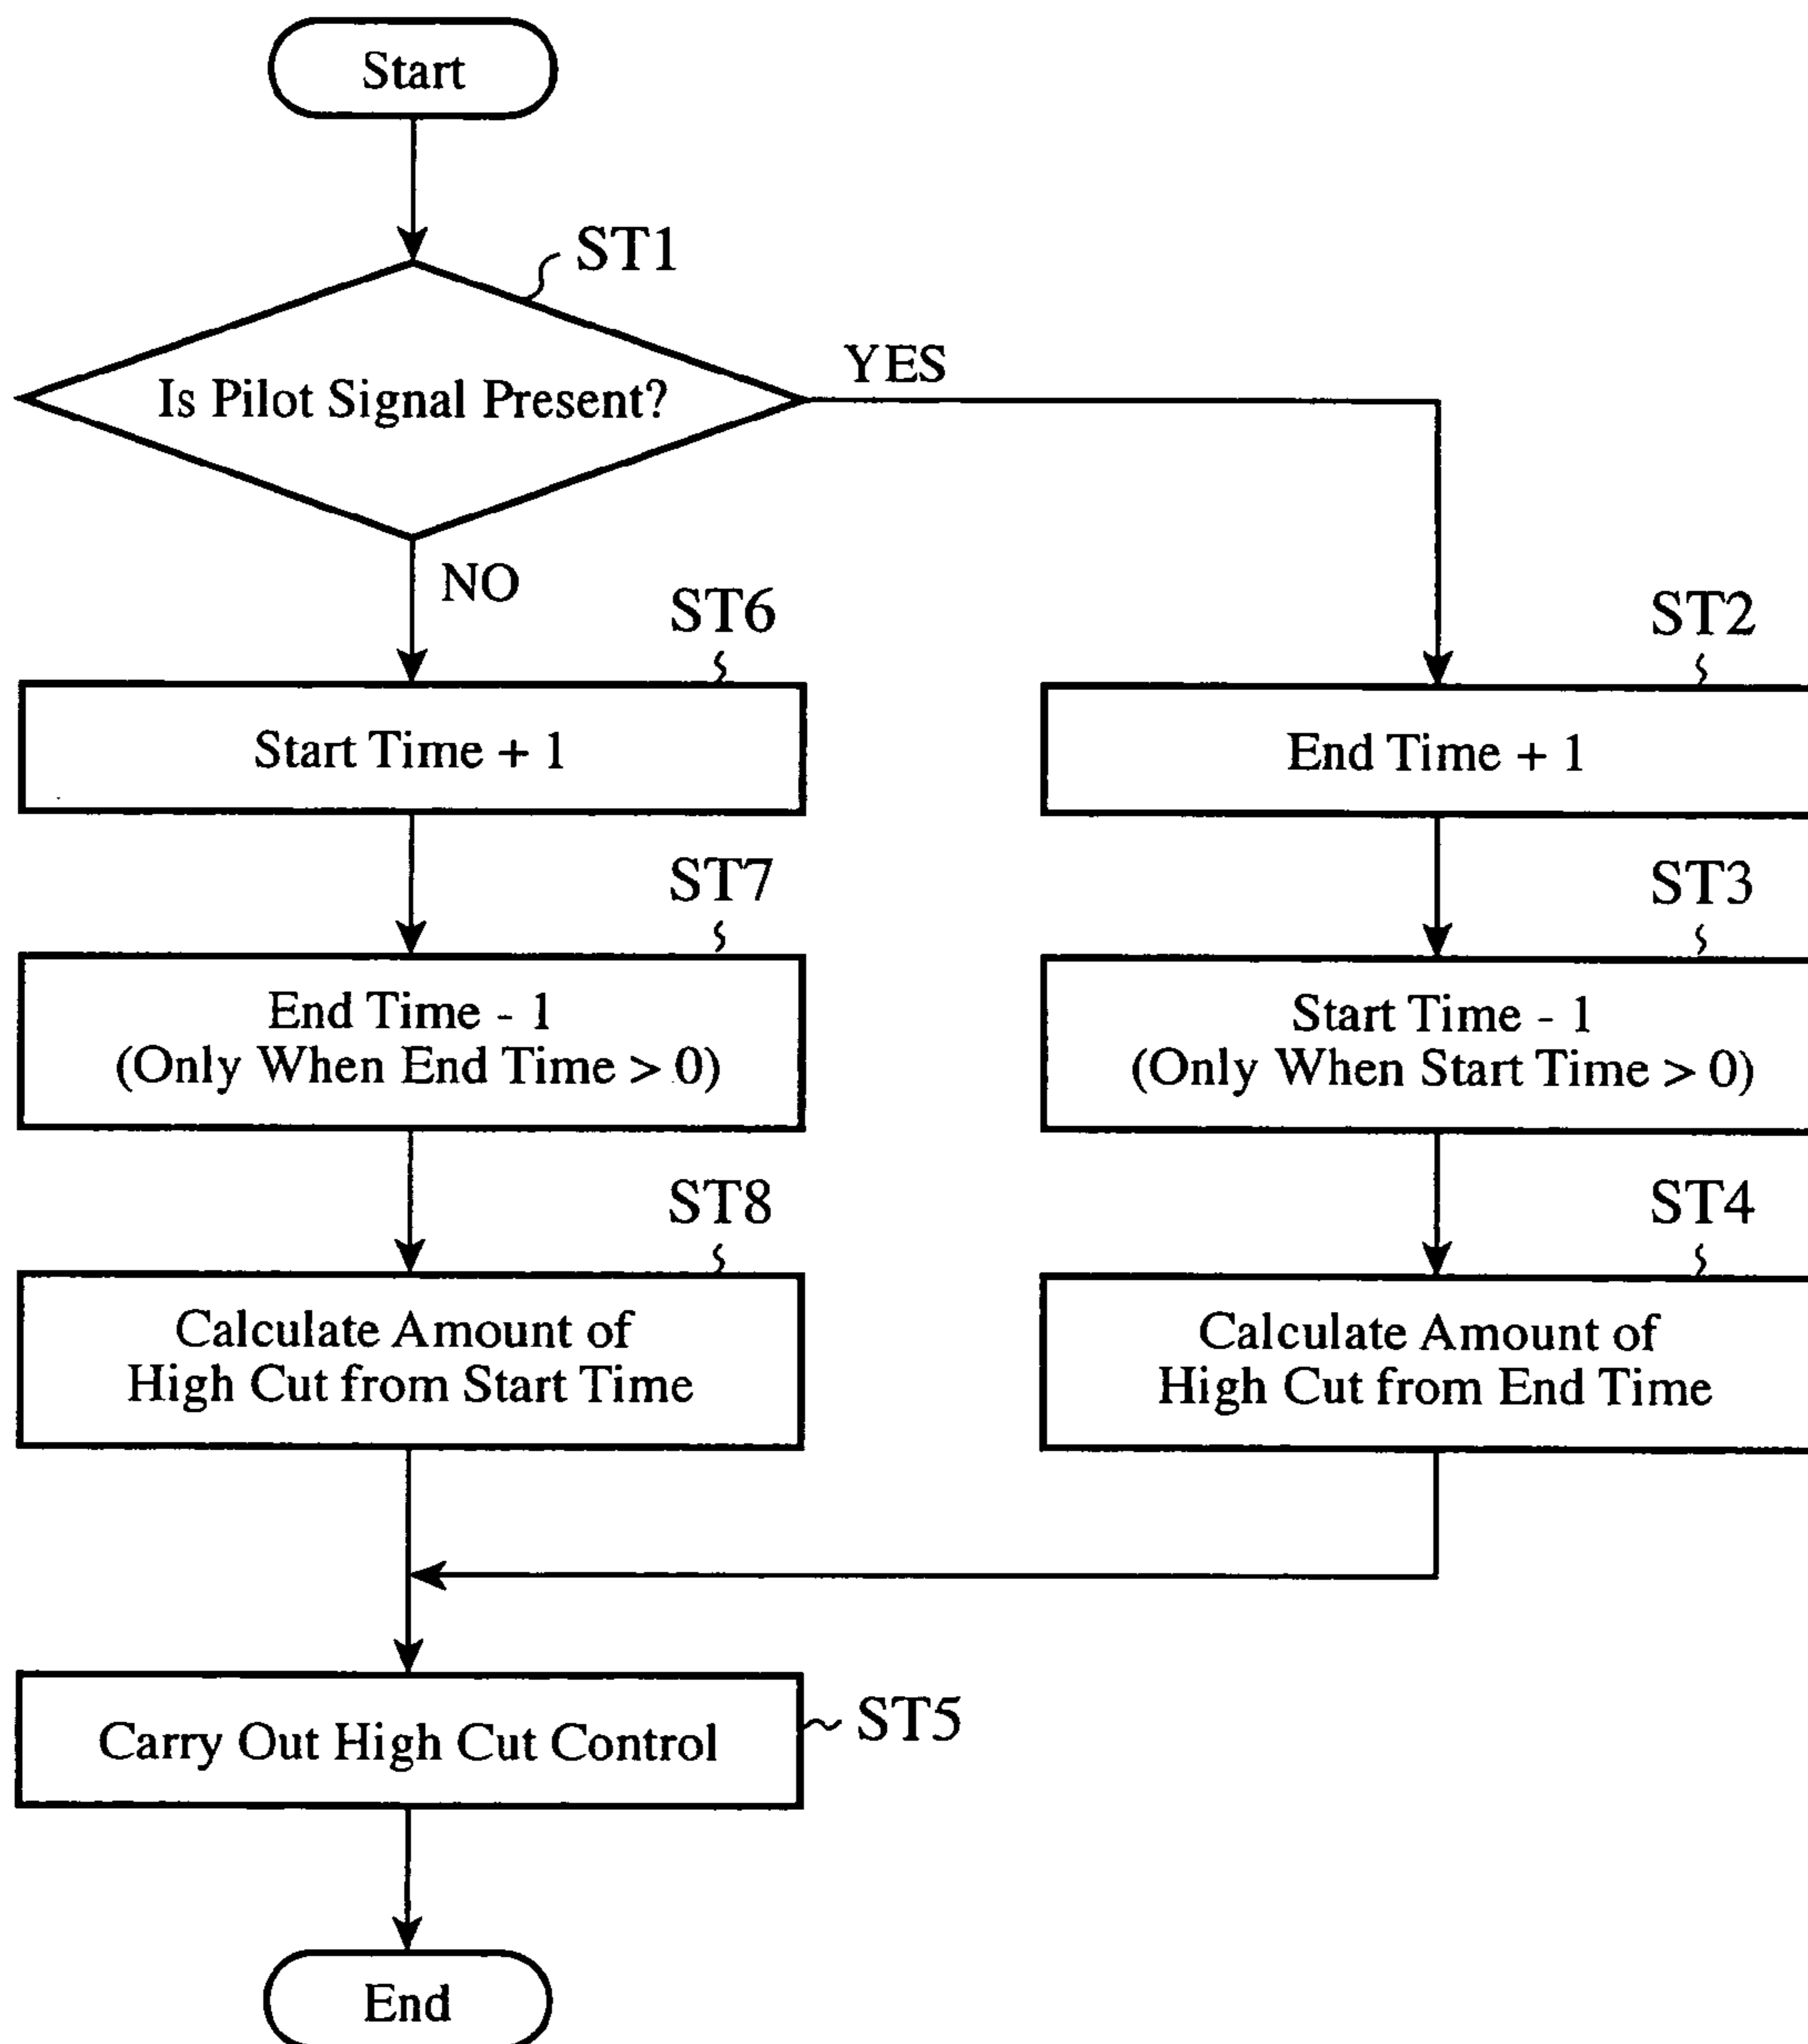 Start
ST1
Is Pilot Signal Present?
YES
NO
ST6
Start Time + 1
ST7
End Time - 1
(Only When End Time > 0)
ST8
Calculate Amount of
High Cut from Start Time
ST2
End Time + 1
ST3
Start Time - 1
(Only When Start Time > 0)
ST4
Calculate Amount of
High Cut from End Time
Carry Out High Cut Control
ST5
End